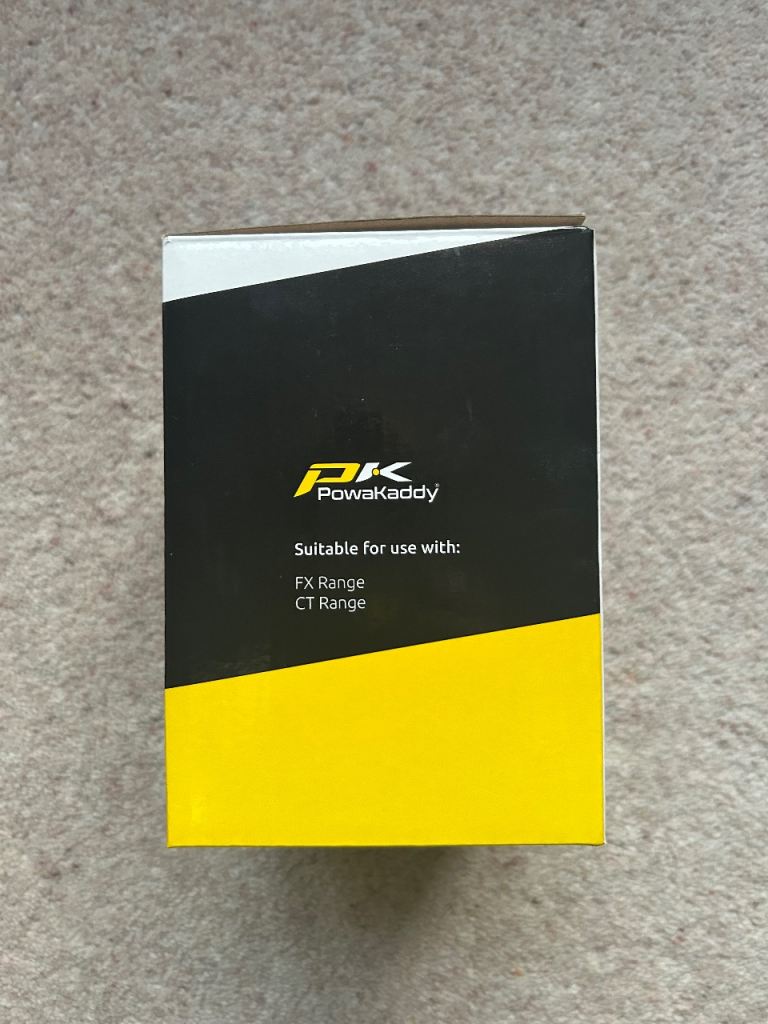 PK
PowaKaddy®
Suitable for use with:
FX Range
CT Range